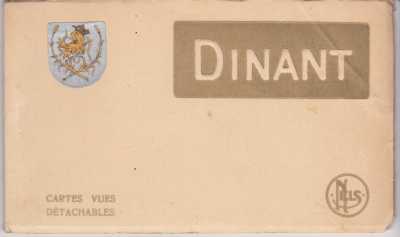 DINANT
CARTES VUES
DÉTACHABLES
NELS